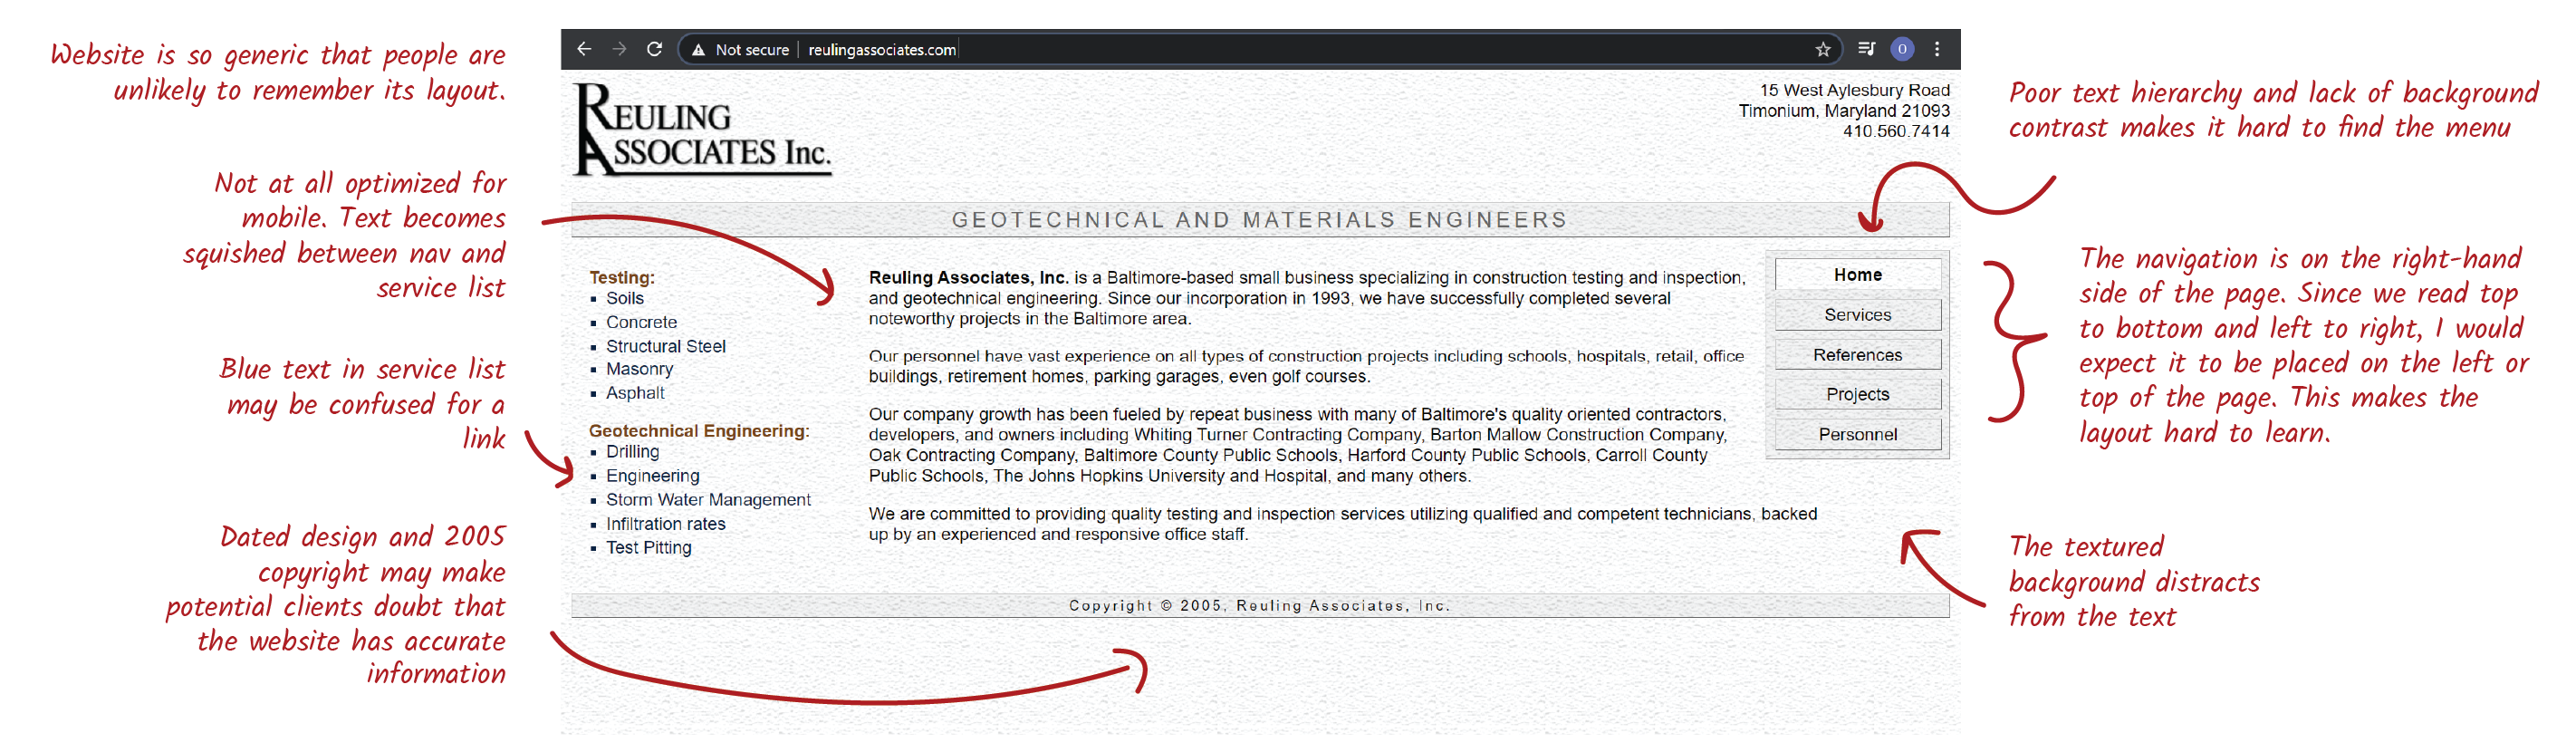 Website is so generic that people are
unlikely to remember its layout.
Not at all optimized for
mobile. Text becomes
squished between nav and
service list
Blue text in service list
may be confused for a
link
Dated design and 2005
copyright may make
potential clients doubt that
the website has accurate
information
Not secure | reulingassociates.com
O
REULING
ASSOCIATES Inc.
15 West Aylesbury Road
Timonium, Maryland 21093
410.560.7414
GEOTECHNICAL AND MATERIALS ENGINEERS
Testing:
▪ Soils
▪ Concrete
▪ Structural Steel
▪ Masonry
▪ Asphalt
Geotechnical Engineering:
▪ Drilling
▪ Engineering
▪ Storm Water Management
▪ Infiltration rates
▪ Test Pitting
Reuling Associates, Inc. is a Baltimore-based small business specializing in construction testing and inspection,
and geotechnical engineering. Since our incorporation in 1993, we have successfully completed several
noteworthy projects in the Baltimore area.
Our personnel have vast experience on all types of construction projects including schools, hospitals, retail, office
buildings, retirement homes, parking garages, even golf courses.
Our company growth has been fueled by repeat business with many of Baltimore's quality oriented contractors,
developers, and owners including Whiting Turner Contracting Company, Barton Mallow Construction Company,
Oak Contracting Company, Baltimore County Public Schools, Harford County Public Schools, Carroll County
Public Schools, The Johns Hopkins University and Hospital, and many others.
We are committed to providing quality testing and inspection services utilizing qualified and competent technicians, backed
up by an experienced and responsive office staff.
Home
Services
References
Projects
Personnel
Copyright © 2005, Reuling Associates, Inc.
Poor text hierarchy and lack of background
contrast makes it hard to find the menu
The navigation is on the right-hand
side of the page. Since we read top
to bottom and left to right, I would
expect it to be placed on the left or
top of the page. This makes the
layout hard to learn.
The textured
background distracts
from the text